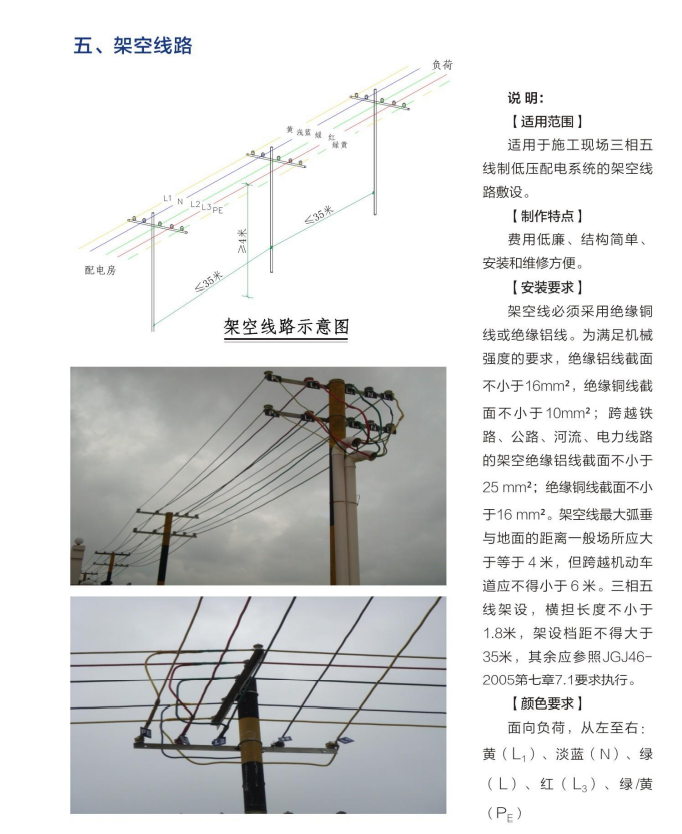 五、架空线路
负荷
黄 浅蓝 绿 红
绿黄
L1 N L2 L3 PE
≤35米
≥4米
≤35米
配电房
架空线路示意图
说 明：
【适用范围】
适用于施工现场三相五
线制低压配电系统的架空线
路敷设。
【制作特点】
费用低廉、结构简单、
安装和维修方便。
【安装要求】
架空线必须采用绝缘铜
线或绝缘铝线。为满足机械
强度的要求，绝缘铝线截面
不小于16mm²，绝缘铜线截
面不小于10mm²；跨越铁
路、公路、河流、电力线路
的架空绝缘铝线截面不小于
25 mm²；绝缘铜线截面不小
于16 mm²。架空线最大弧垂
与地面的距离一般场所应大
于等于 4 米，但跨越机动车
道应不得小于 6 米。三相五
线架设，横担长度不小于
1.8米，架设档距不得大于
35米，其余应参照JGJ46-
2005第七章7.1要求执行。
【颜色要求】
面向负荷，从左至右：
黄（L₁）、淡蓝（N）、绿
（L）、红（L₃）、绿/黄
（PE）